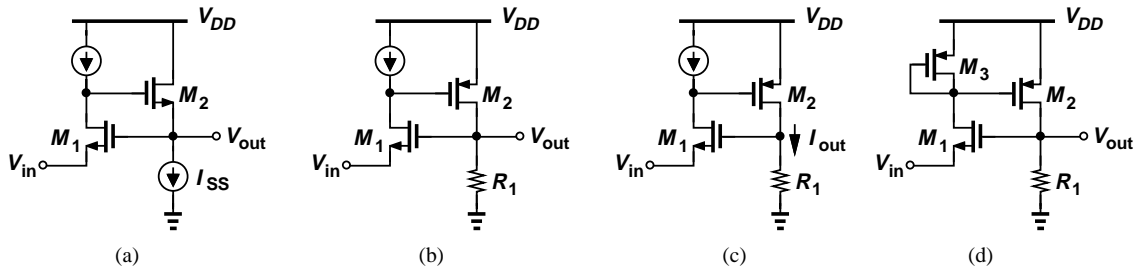 V_DD
M_2
M_1
V_in
V_out
I_SS
(a)
V_DD
M_2
M_1
V_in
V_out
R_1
(b)
V_DD
M_2
M_1
V_in
I_out
R_1
(c)
V_DD
M_3
M_2
M_1
V_in
V_out
R_1
(d)